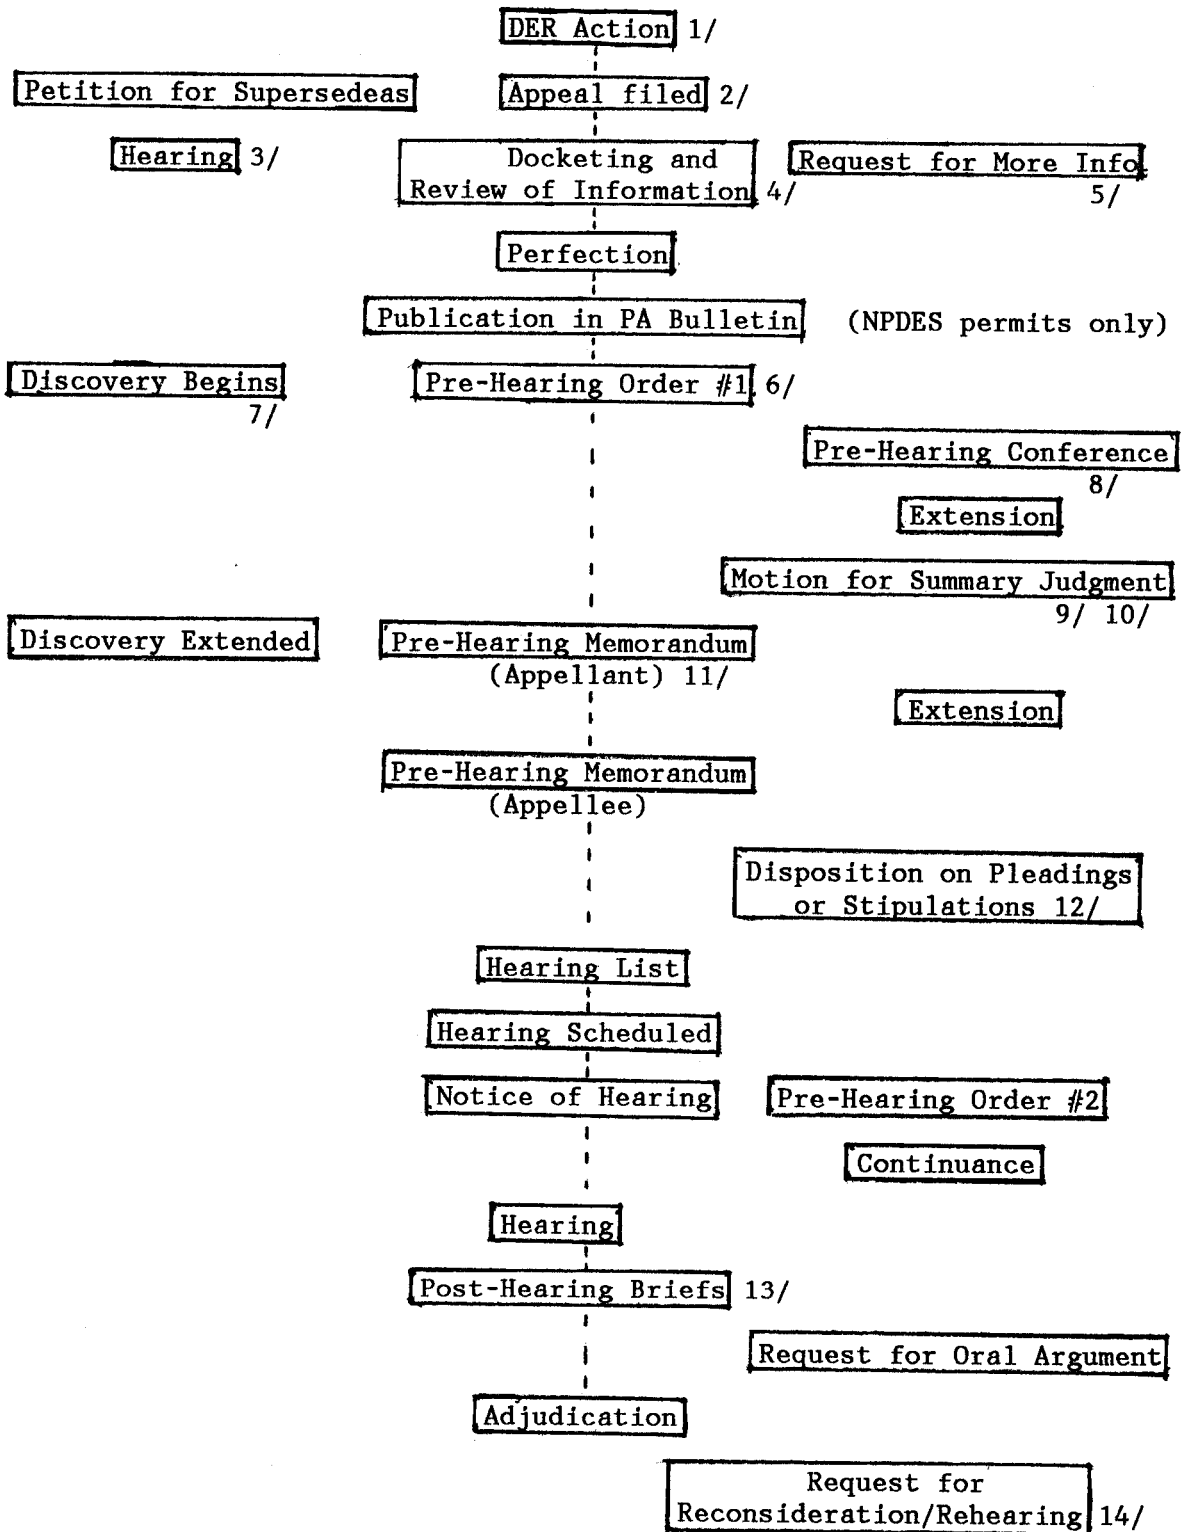 DER Action 1/
Petition for Supersedeas
Appeal filed 2/
Hearing 3/
Docketing and
Review of Information 4/
Request for More Info
5/
Perfection
Publication in PA Bulletin
(NPDES permits only)
Discovery Begins
7/
Pre-Hearing Order #1 6/
Pre-Hearing Conference
8/
Extension
Motion for Summary Judgment
9/ 10/
Discovery Extended
Pre-Hearing Memorandum
(Appellant) 11/
Extension
Pre-Hearing Memorandum
(Appellee)
Disposition on Pleadings
or Stipulations 12/
Hearing List
Hearing Scheduled
Notice of Hearing
Pre-Hearing Order #2
Continuance
Hearing
Post-Hearing Briefs 13/
Request for Oral Argument
Adjudication
Request for
Reconsideration/Rehearing 14/